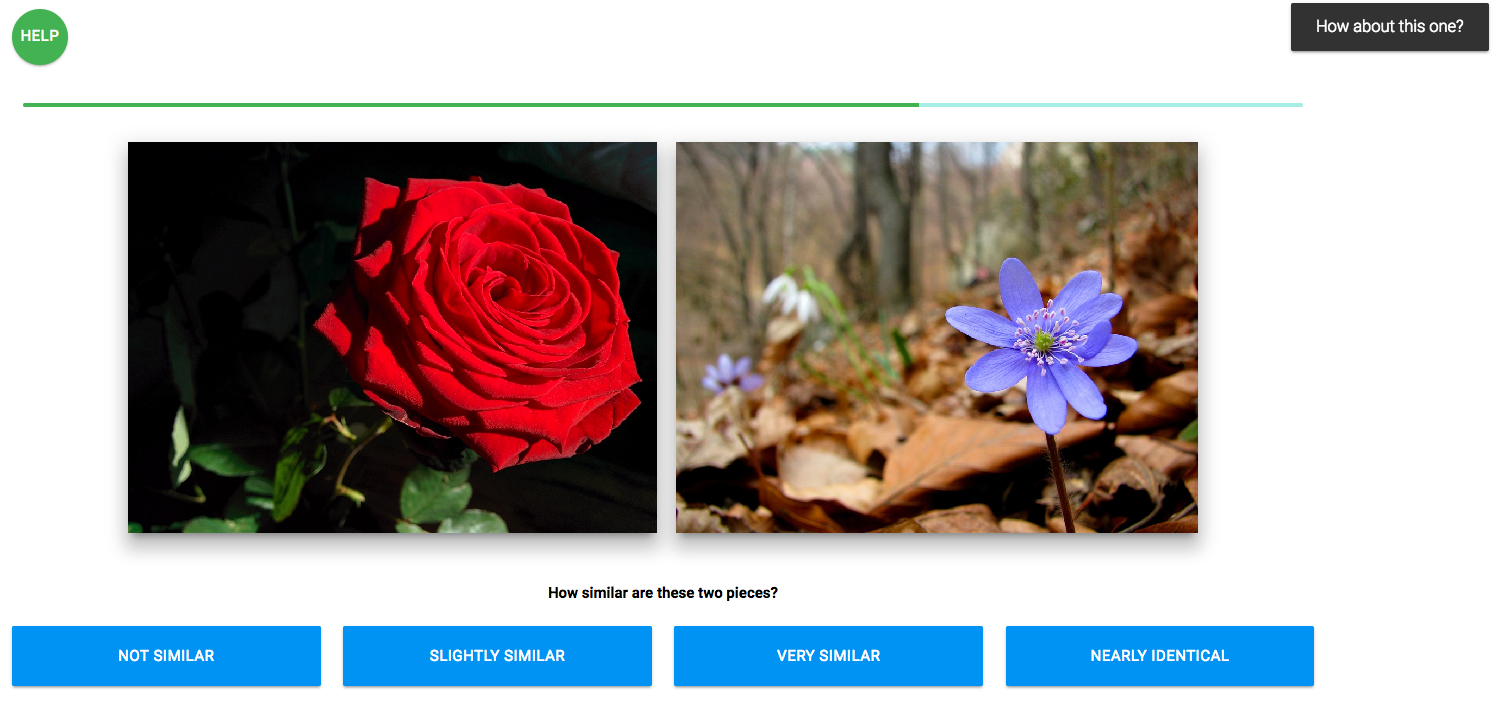 HELP
How about this one?
How similar are these two pieces?
NOT SIMILAR
SLIGHTLY SIMILAR
VERY SIMILAR
NEARLY IDENTICAL